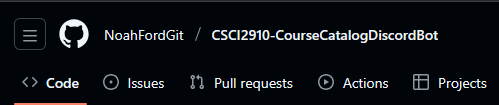 NoahFordGit / CSCI2910-CourseCatalogDiscordBot
Code Issues Pull requests Actions Projects